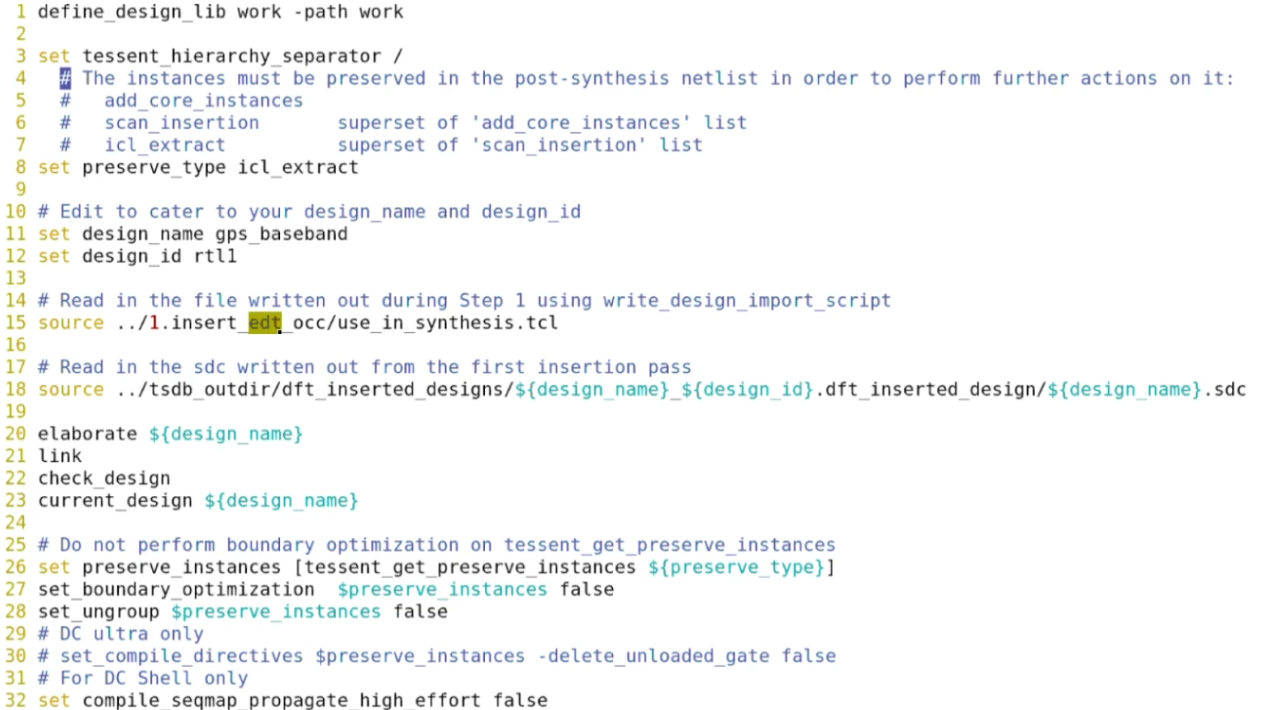 1 define_design_lib work -path work
2
3 set tessent_hierarchy_separator /
4 # The instances must be preserved in the post-synthesis netlist in order to perform further actions on it:
5 # add_core_instances
6 # scan_insertion superset of 'add_core_instances' list
7 # icl_extract superset of 'scan_insertion' list
8 set preserve_type icl_extract
9
10 # Edit to cater to your design_name and design_id
11 set design_name gps_baseband
12 set design_id rtl1
13
14 # Read in the file written out during Step 1 using write_design_import_script
15 source ../1.insert_edt_occ/use_in_synthesis.tcl
16
17 # Read in the sdc written out from the first insertion pass
18 source ../tsdb_outdir/dft_inserted_designs/${design_name}_${design_id}.dft_inserted_design/${design_name}.sdc
19
20 elaborate ${design_name}
21 link
22 check_design
23 current_design ${design_name}
24
25 # Do not perform boundary optimization on tessent_get_preserve_instances
26 set preserve_instances [tessent_get_preserve_instances ${preserve_type}]
27 set_boundary_optimization $preserve_instances false
28 set_ungroup $preserve_instances false
29 # DC ultra only
30 # set_compile_directives $preserve_instances -delete_unloaded_gate false
31 # For DC Shell only
32 set compile_seqmap_propagate_high_effort false